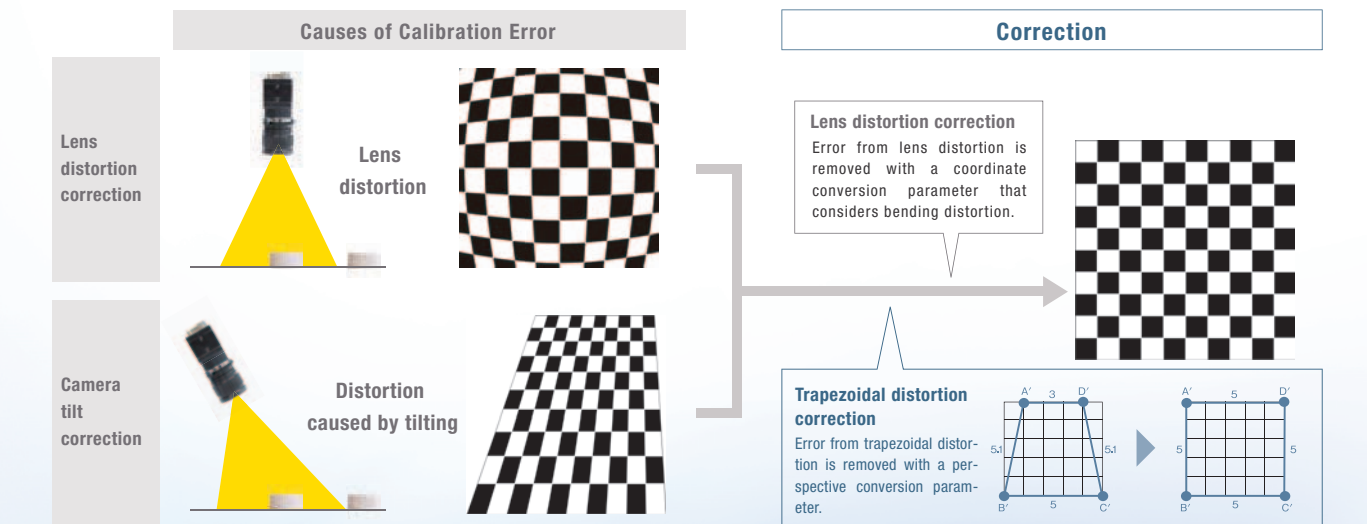 Causes of Calibration Error
Correction
Lens
distortion
correction
Lens
distortion
Lens distortion correction
Error from lens distortion is
removed with a coordinate
conversion parameter that
considers bending distortion.
Camera
tilt
correction
Distortion
caused by tilting
Trapezoidal distortion
correction
Error from trapezoidal distor-
tion is removed with a per-
spective conversion param-
eter.
A' 3 D'
5.1 5.1
B' 5 C'
A' 5 D'
5 5
B' 5 C'